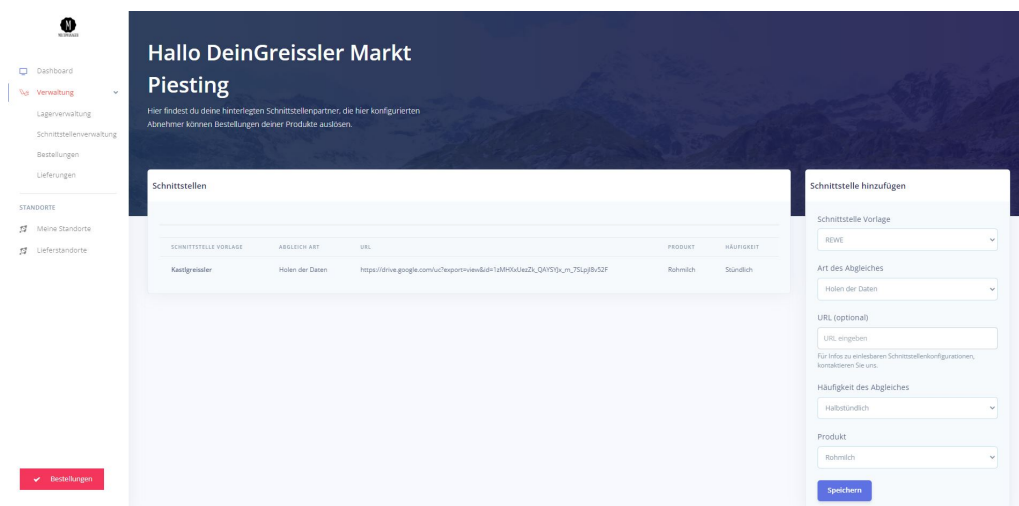 N
Dashboard
Verwaltung
Lagerverwaltung
Schnittstellenverwaltung
Bestellungen
Lieferungen
STANDORTE
Meine Standorte
Lieferstandorte
Bestellungen
Hallo DeinGreissler Markt
Piesting
Hier findest du deine hinterlegten Schnittstellenpartner, die hier konfigurierten
Abnehmer können Bestellungen deiner Produkte auslösen.
Schnittstellen
SCHNITTSTELLE VORLAGE ABGLEICH ART URL PRODUKT HÄUFIGKEIT
Kastlgreissler Holen der Daten Rohmilch Stündlich
Schnittstelle hinzufügen
Schnittstelle Vorlage
REWE
Art des Abgleiches
Holen der Daten
URL (optional)
URL eingeben
Für Infos zu einlesbaren Schnittstellenkonfigurationen,
kontaktieren Sie uns.
Häufigkeit des Abgleiches
Halbstündlich
Produkt
Rohmilch
Speichern